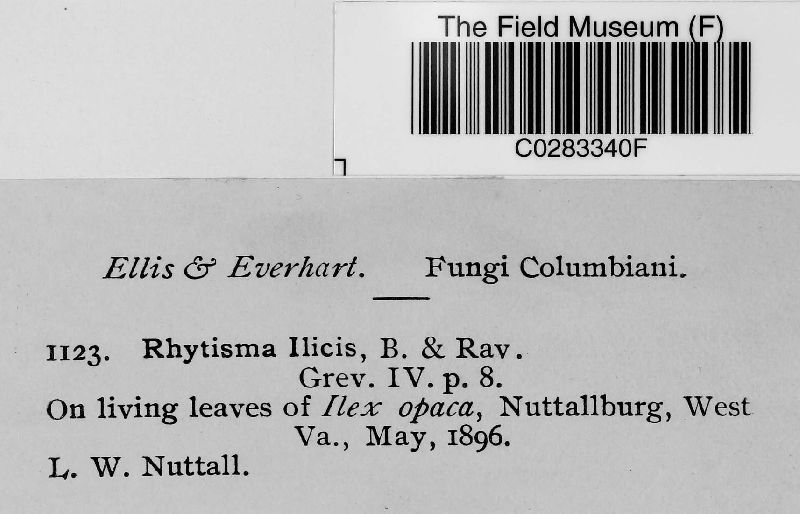 The Field Museum (F)
C0283340F
Ellis & Everhart. Fungi Columbiani.
1123. Rhytisma Ilicis, B. & Rav.
Grev. IV. p. 8.
On living leaves of Ilex opaca, Nuttallburg, West
Va., May, 1896.
L. W. Nuttall.